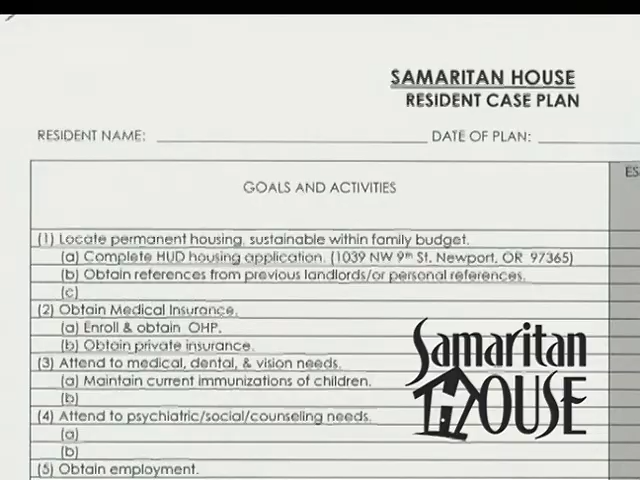 SAMARITAN HOUSE
RESIDENT CASE PLAN
RESIDENT NAME: DATE OF PLAN:
ES
GOALS AND ACTIVITIES
(1) Locate permanent housing, sustainable within family budget.
(a) Complete HUD housing application. (1039 NW 9th St. Newport, OR 97365)
(b) Obtain references from previous landlords/or personal references.
(c)
(2) Obtain Medical Insurance.
(a) Enroll & obtain OHP.
(b) Obtain private insurance.
(3) Attend to medical, dental, & vision needs.
(a) Maintain current immunizations of children.
(b)
(4) Attend to psychiatric/social/counseling needs.
(a)
(b)
(5) Obtain employment.
Samaritan
HOUSE